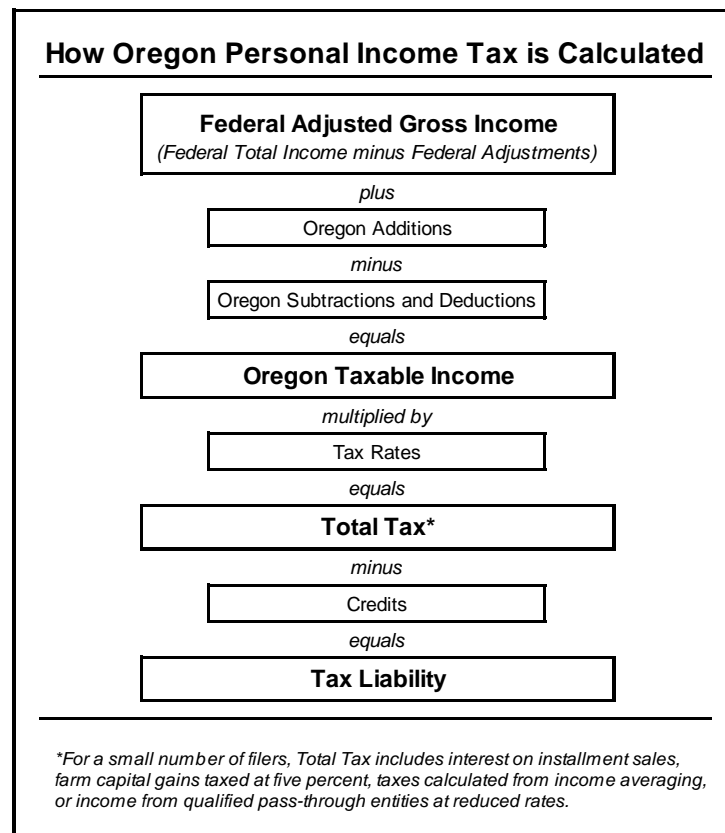 How Oregon Personal Income Tax is Calculated
Federal Adjusted Gross Income
(Federal Total Income minus Federal Adjustments)
plus
Oregon Additions
minus
Oregon Subtractions and Deductions
equals
Oregon Taxable Income
multiplied by
Tax Rates
equals
Total Tax*
minus
Credits
equals
Tax Liability
*For a small number of filers, Total Tax includes interest on installment sales,
farm capital gains taxed at five percent, taxes calculated from income averaging,
or income from qualified pass-through entities at reduced rates.